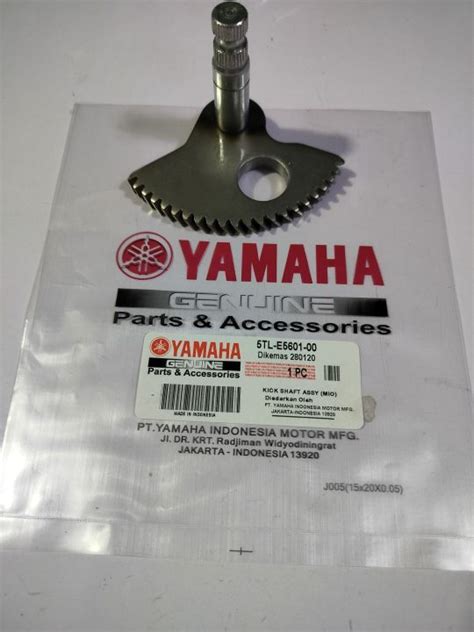 YAMAHA
GENUINE
Parts & Accessories
YAMAHA
GENUINE
MADE IN INDONESIA
5TL-E5601-00
Dikemas 280120
1 PC
KICK SHAFT ASSY (MIO)
Diedarkan Oleh
PT. YAMAHA INDONESIA MOTOR MFG.
JAKARTA-INDONESIA 13920
PT.YAMAHA INDONESIA MOTOR MFG.
Jl. DR. KRT. Radjiman Widyodiningrat
JAKARTA - INDONESIA 13920
J005(15x20X0.05)